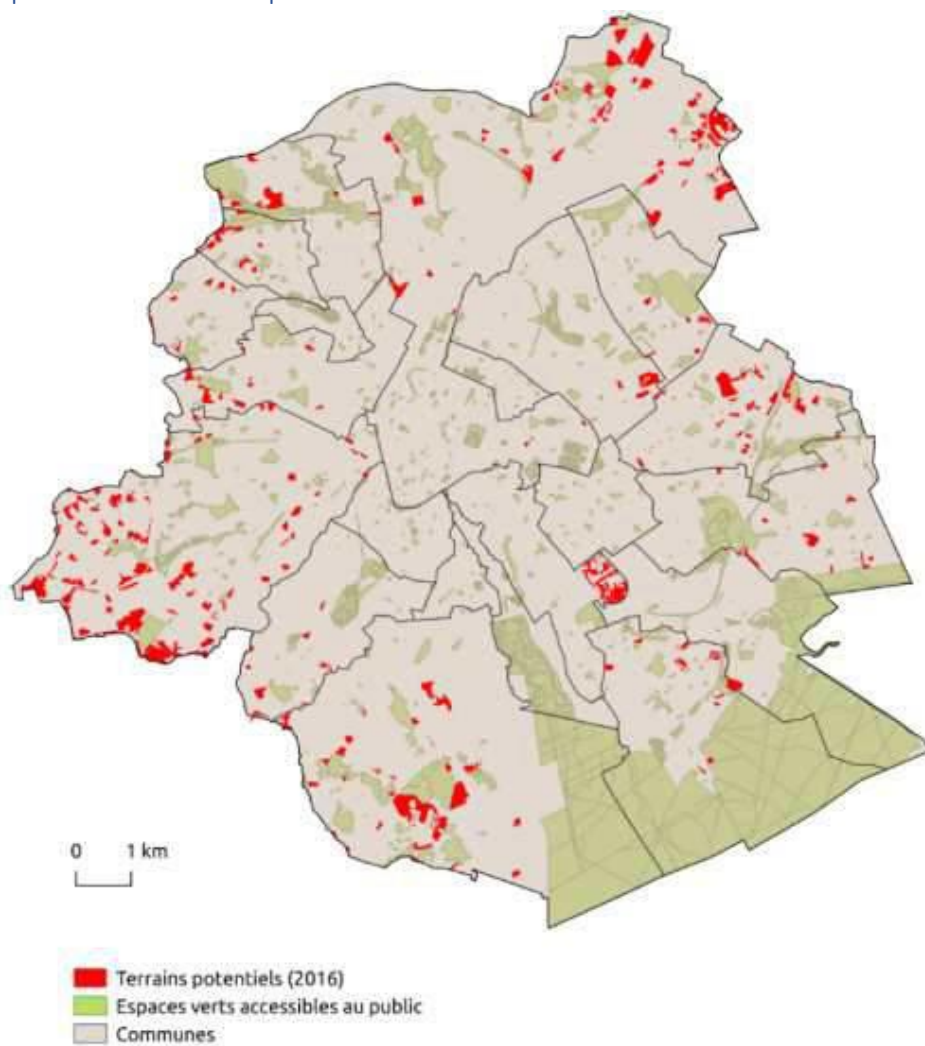 0 1 km
Terrains potentiels (2016)
Espaces verts accessibles au public
Communes